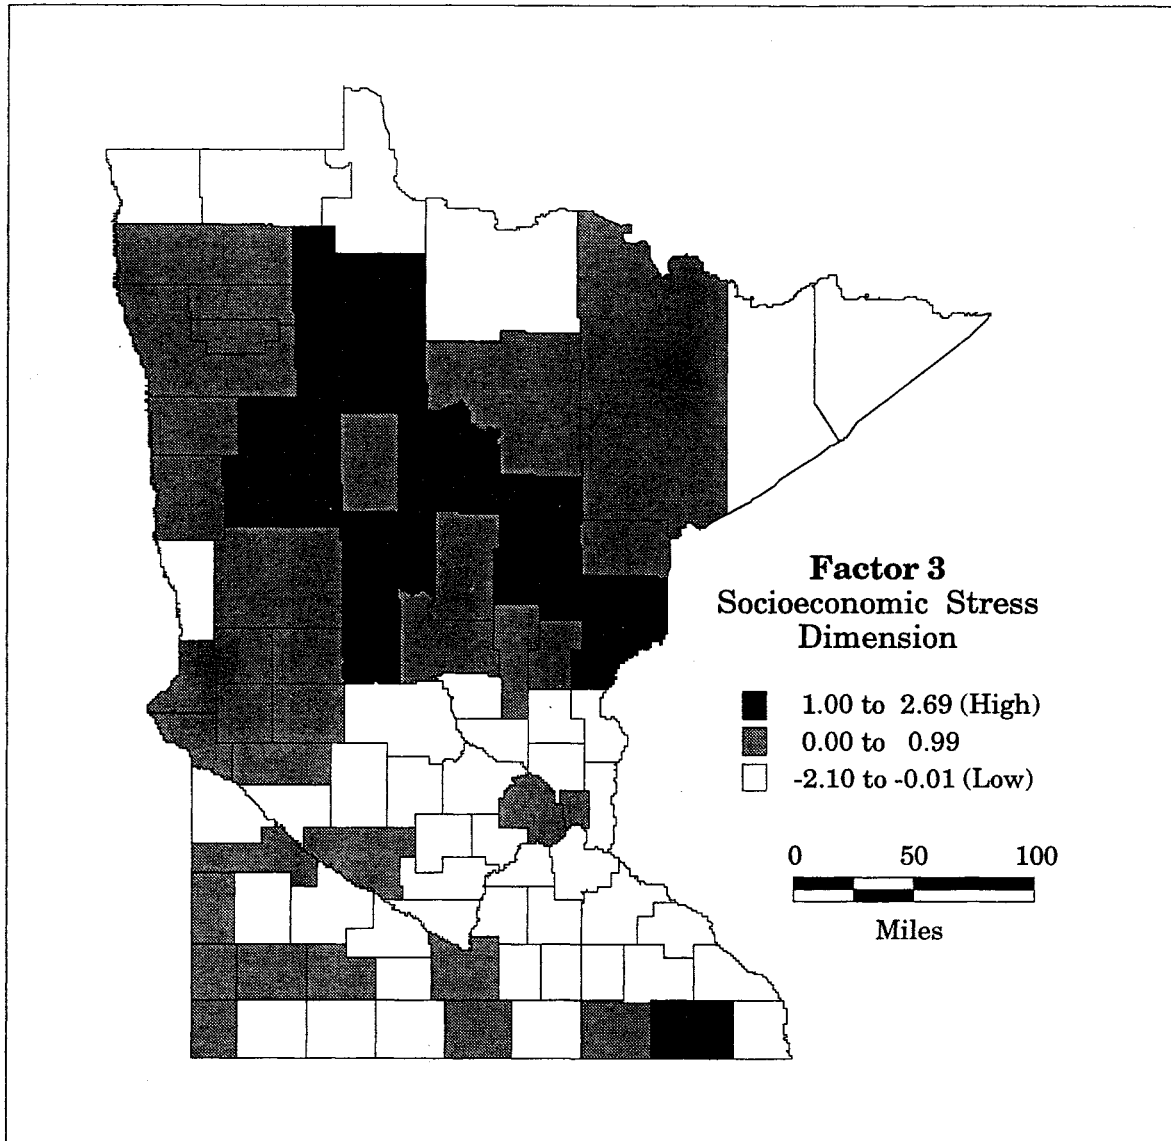 Factor 3
Socioeconomic Stress
Dimension
1.00 to 2.69 (High)
0.00 to 0.99
-2.10 to -0.01 (Low)
0 50 100
Miles